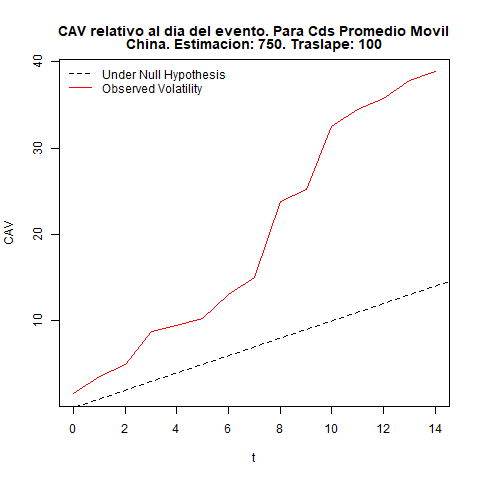 CAV relativo al dia del evento. Para Cds Promedio Movil
China. Estimacion: 750. Traslape: 100
Under Null Hypothesis
Observed Volatility
40
30
20
10
CAV
0 2 4 6 8 10 12 14
t